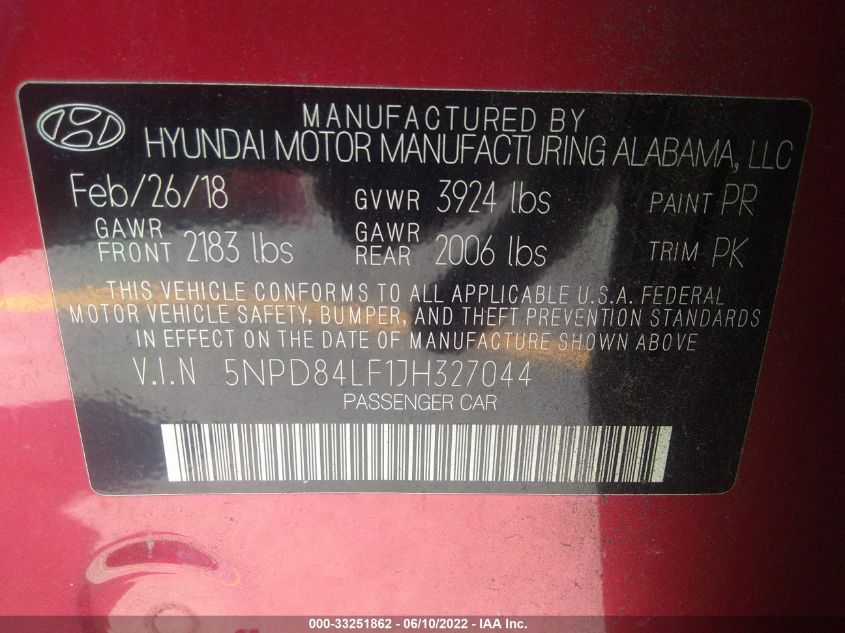 MANUFACTURED BY
HYUNDAI MOTOR MANUFACTURING ALABAMA, LLC
Feb/26/18 GVWR 3924 lbs PAINT PR
GAWR FRONT 2183 lbs GAWR REAR 2006 lbs TRIM PK
THIS VEHICLE CONFORMS TO ALL APPLICABLE U.S.A. FEDERAL
MOTOR VEHICLE SAFETY, BUMPER, AND THEFT PREVENTION STANDARDS
IN EFFECT ON THE DATE OF MANUFACTURE SHOWN ABOVE.
V.I.N 5NPD84LF1JH327044
PASSENGER CAR
000-33251862 - 06/10/2022 - IAA Inc.